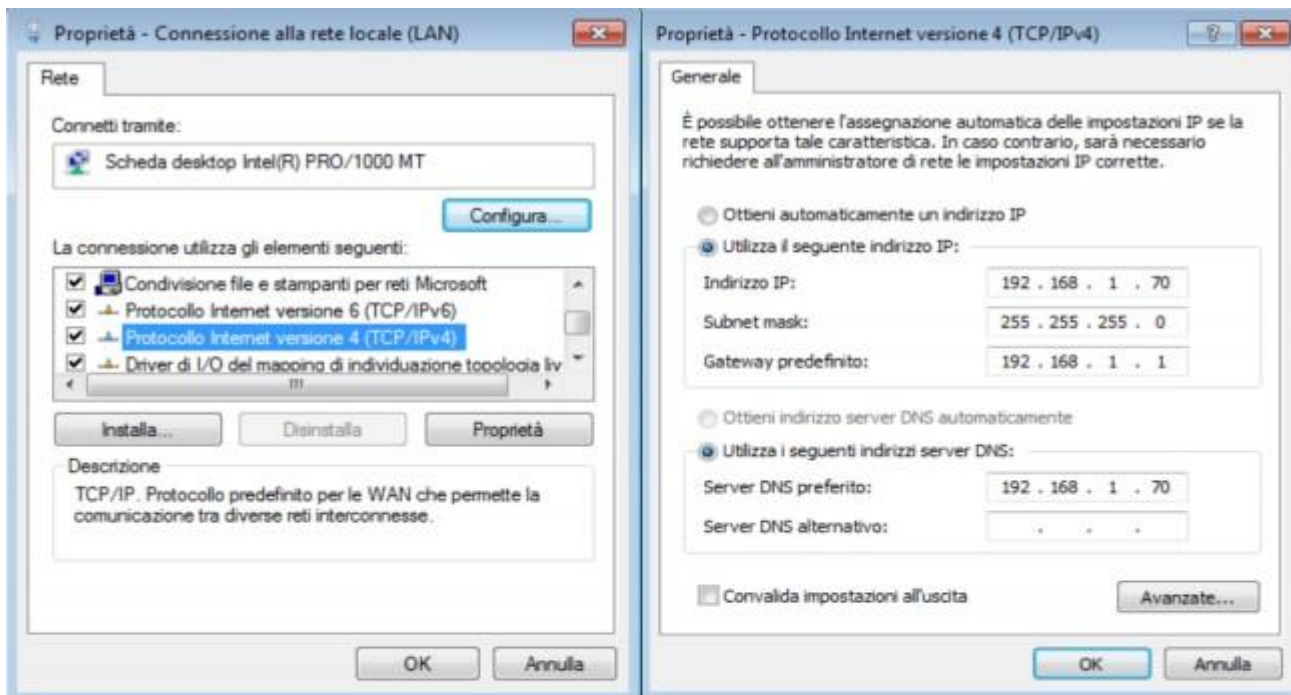 Proprietà - Connessione alla rete locale (LAN)
Rete
Connetti tramite:
Scheda desktop Intel(R) PRO/1000 MT
Configura...
La connessione utilizza gli elementi seguenti:
Condivisione file e stampanti per reti Microsoft
Protocollo Internet versione 6 (TCP/IPv6)
Protocollo Internet versione 4 (TCP/IPv4)
Driver di I/O del mapping di individuazione topologia liv
Installa...
Disinstalla
Proprietà
Descrizione
TCP/IP. Protocollo predefinito per le WAN che permette la
comunicazione tra diverse reti interconnesse.
OK
Annulla
Proprietà - Protocollo Internet versione 4 (TCP/IPv4)
Generale
È possibile ottenere l'assegnazione automatica delle impostazioni IP se la
rete supporta tale caratteristica. In caso contrario, sarà necessario
richiedere all'amministratore di rete le impostazioni IP corrette.
Ottieni automaticamente un indirizzo IP
Utilizza il seguente indirizzo IP:
Indirizzo IP: 192 . 168 . 1 . 70
Subnet mask: 255 . 255 . 255 . 0
Gateway predefinito: 192 . 168 . 1 . 1
Ottieni indirizzo server DNS automaticamente
Utilizza i seguenti indirizzi server DNS:
Server DNS preferito: 192 . 168 . 1 . 70
Server DNS alternativo: . . .
Convalida impostazioni all'uscita
Avanzate...
OK
Annulla